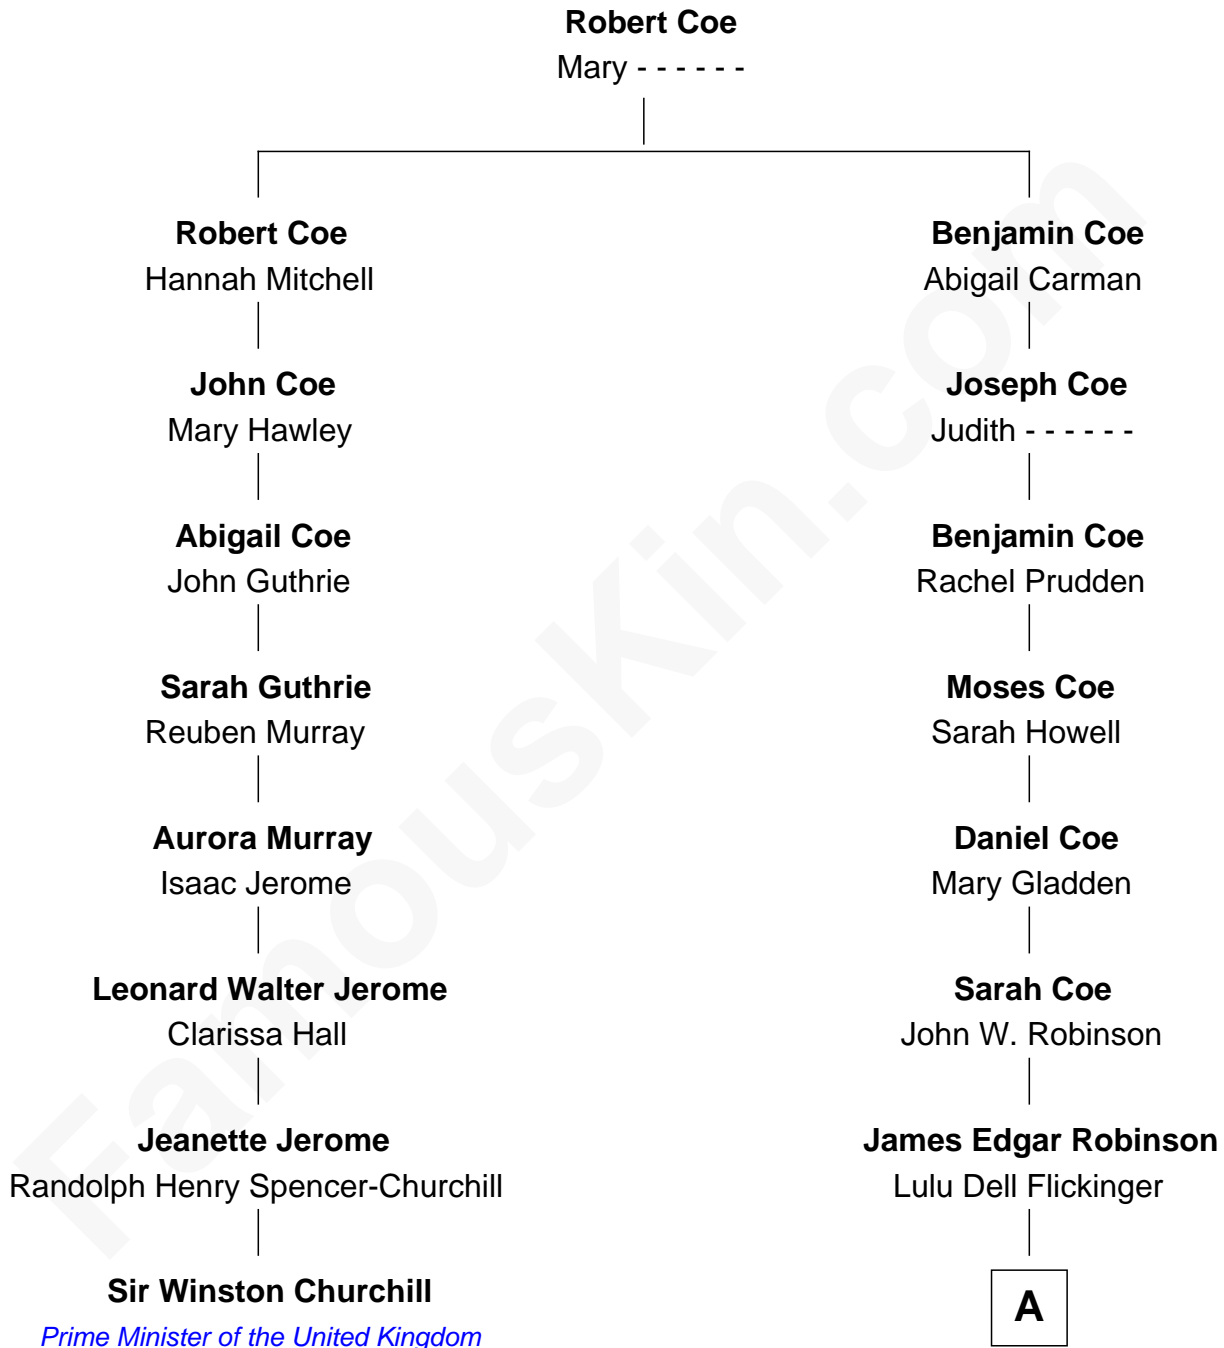 Robert Coe
Mary - - - - - -
Robert Coe
Hannah Mitchell
John Coe
Mary Hawley
Abigail Coe
John Guthrie
Sarah Guthrie
Reuben Murray
Aurora Murray
Isaac Jerome
Leonard Walter Jerome
Clarissa Hall
Jeanette Jerome
Randolph Henry Spencer-Churchill
Sir Winston Churchill
Prime Minister of the United Kingdom
Benjamin Coe
Abigail Carman
Joseph Coe
Judith - - - - - -
Benjamin Coe
Rachel Prudden
Moses Coe
Sarah Howell
Daniel Coe
Mary Gladden
Sarah Coe
John W. Robinson
James Edgar Robinson
Lulu Dell Flickinger
A
FamousKin.com